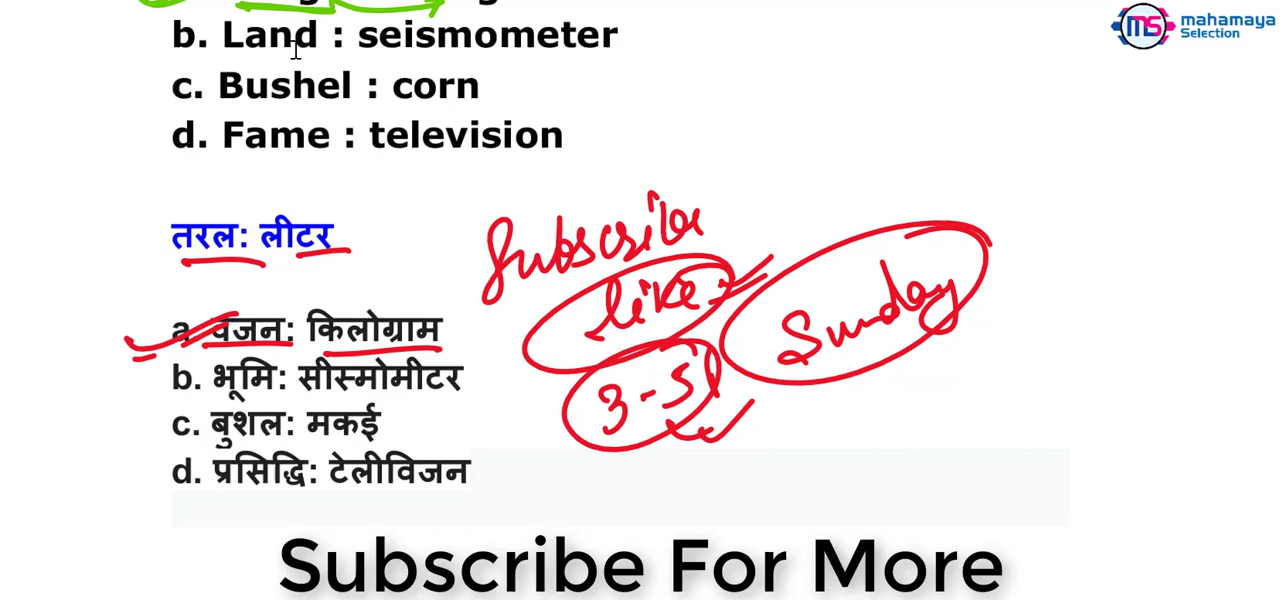 b. Land : seismometer
mahamaya
Selection
MS
c. Bushel : corn
d. Fame : television
तरल: लीटर
Subscribe
like
Sunday
3-5
a. वजन: किलोग्राम
b. भूमि: सीस्मोमीटर
c. बुशल: मकई
d. प्रसिद्धि: टेलीविजन
Subscribe For More